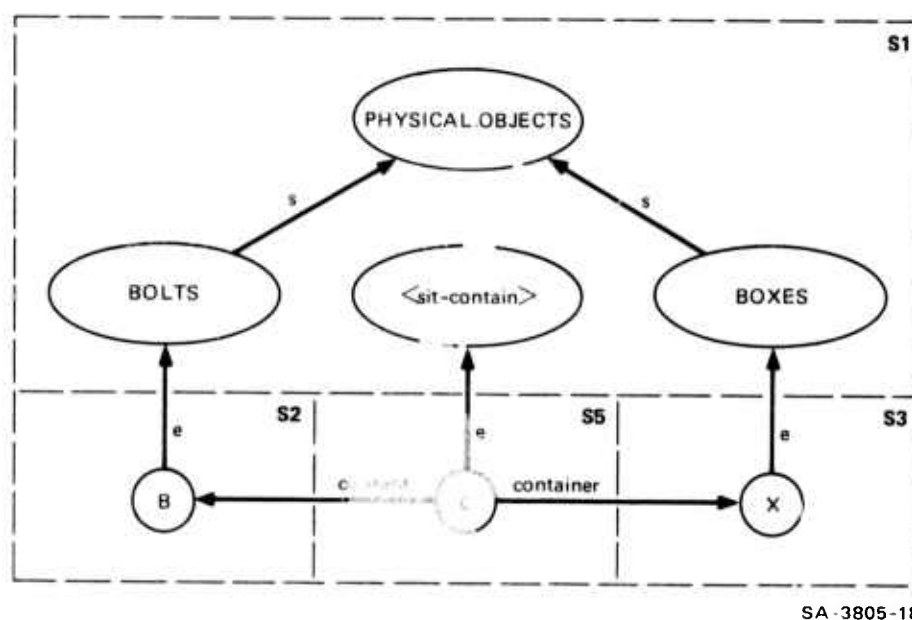 S1
PHYSICAL.OBJECTS
s
s
BOLTS
<sit-contain>
BOXES
S2
S5
S3
e
e
e
container
B
X
SA-3805-18